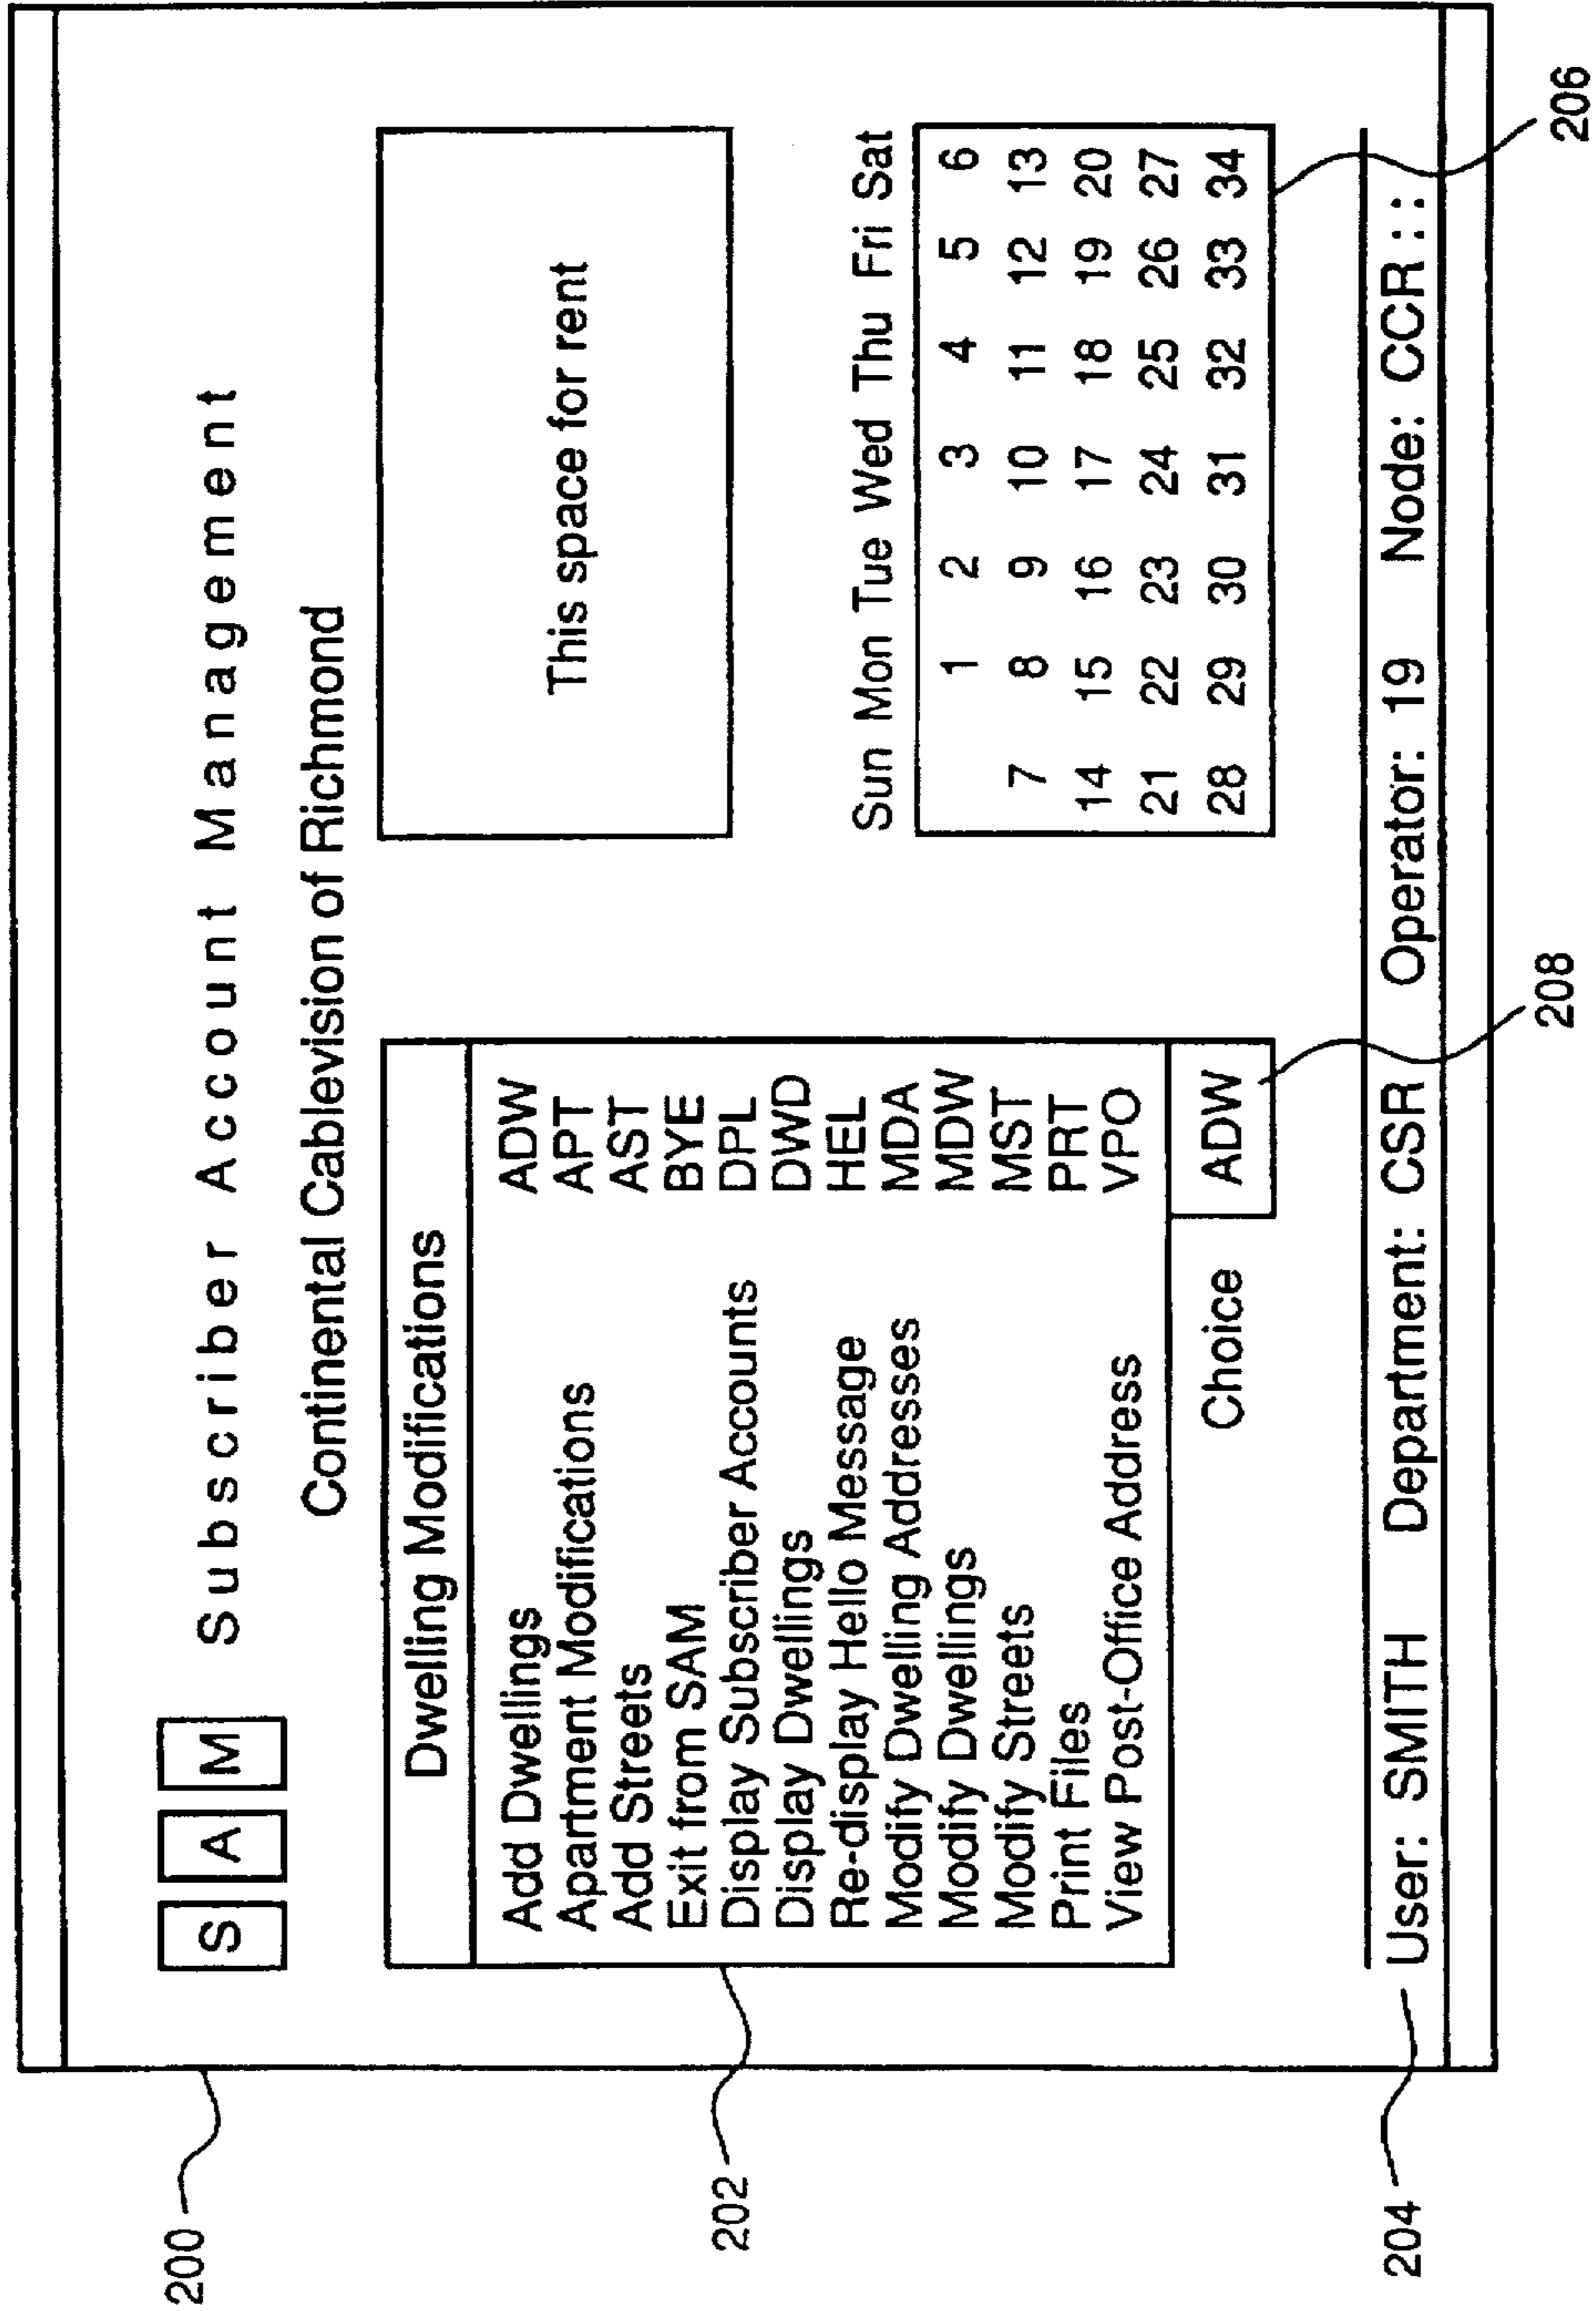 S A M Subscriber Account Management
Continental Cablevision of Richmond
Dwelling Modifications
Add Dwellings ADW
Apartment Modifications APT
Add Streets AST
Exit from SAM BYE
Display Subscriber Accounts DPL
Display Dwellings DWD
Re-display Hello Message HEL
Modify Dwelling Addresses MDA
Modify Dwellings MDW
Modify Streets MST
Print Files PRT
View Post-Office Address VPO
Choice ADW
This space for rent
Sun Mon Tue Wed Thu Fri Sat
1 2 3 4 5 6
7 8 9 10 11 12 13
14 15 16 17 18 19 20
21 22 23 24 25 26 27
28 29 30 31 32 33 34
User: SMITH Department: CSR Operator: 19 Node: CCR::
200
202
204
208
206